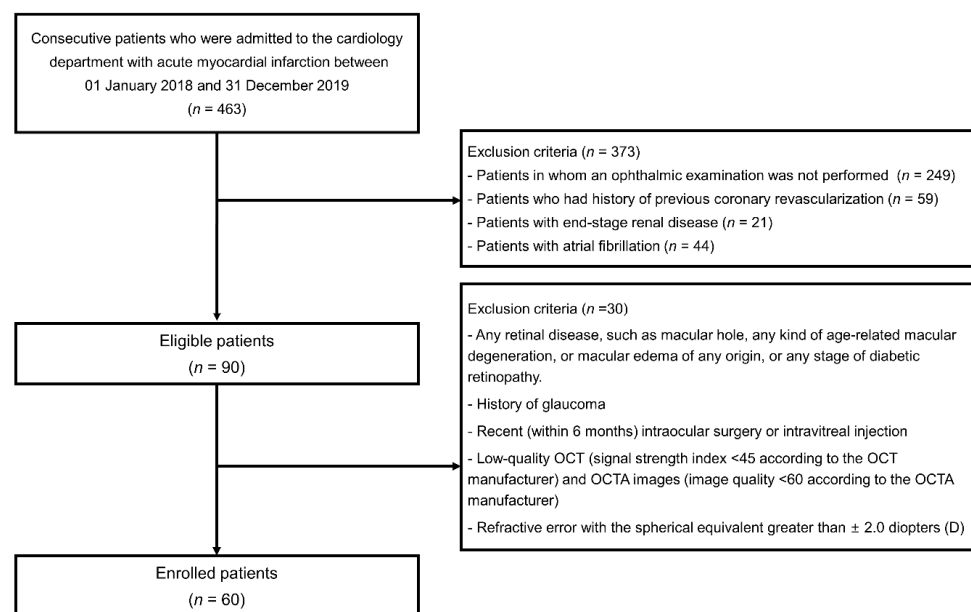 Consecutive patients who were admitted to the cardiology
department with acute myocardial infarction between
01 January 2018 and 31 December 2019
(n = 463)
Exclusion criteria (n = 373)
- Patients in whom an ophthalmic examination was not performed (n = 249)
- Patients who had history of previous coronary revascularization (n = 59)
- Patients with end-stage renal disease (n = 21)
- Patients with atrial fibrillation (n = 44)
Eligible patients
(n = 90)
Exclusion criteria (n =30)
- Any retinal disease, such as macular hole, any kind of age-related macular
degeneration, or macular edema of any origin, or any stage of diabetic
retinopathy.
- History of glaucoma
- Recent (within 6 months) intraocular surgery or intravitreal injection
- Low-quality OCT (signal strength index <45 according to the OCT
manufacturer) and OCTA images (image quality <60 according to the OCTA
manufacturer)
- Refractive error with the spherical equivalent greater than ± 2.0 diopters (D)
Enrolled patients
(n = 60)